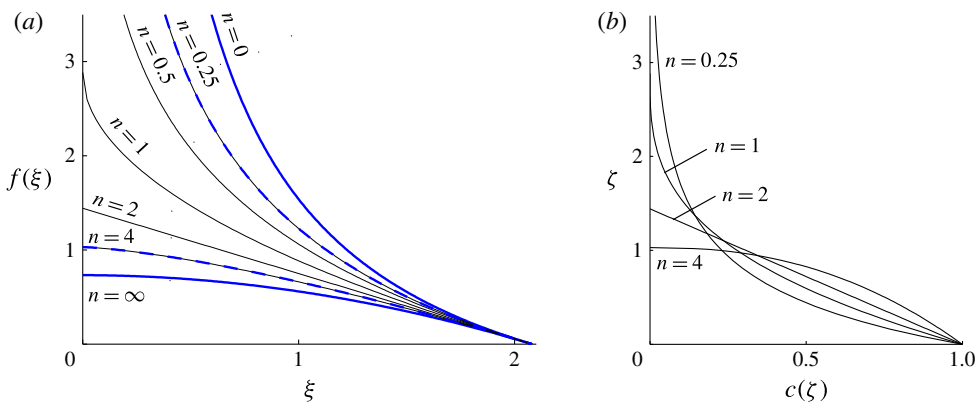 (a)
3
2
1
0
f(ξ)
n = 0
n = 0.25
n = 0.5
n = 1
n = 2
n = 4
n = ∞
0
1
2
ξ
(b)
3
2
1
0
ζ
n = 0.25
n = 1
n = 2
n = 4
0.5
1.0
c(ζ)